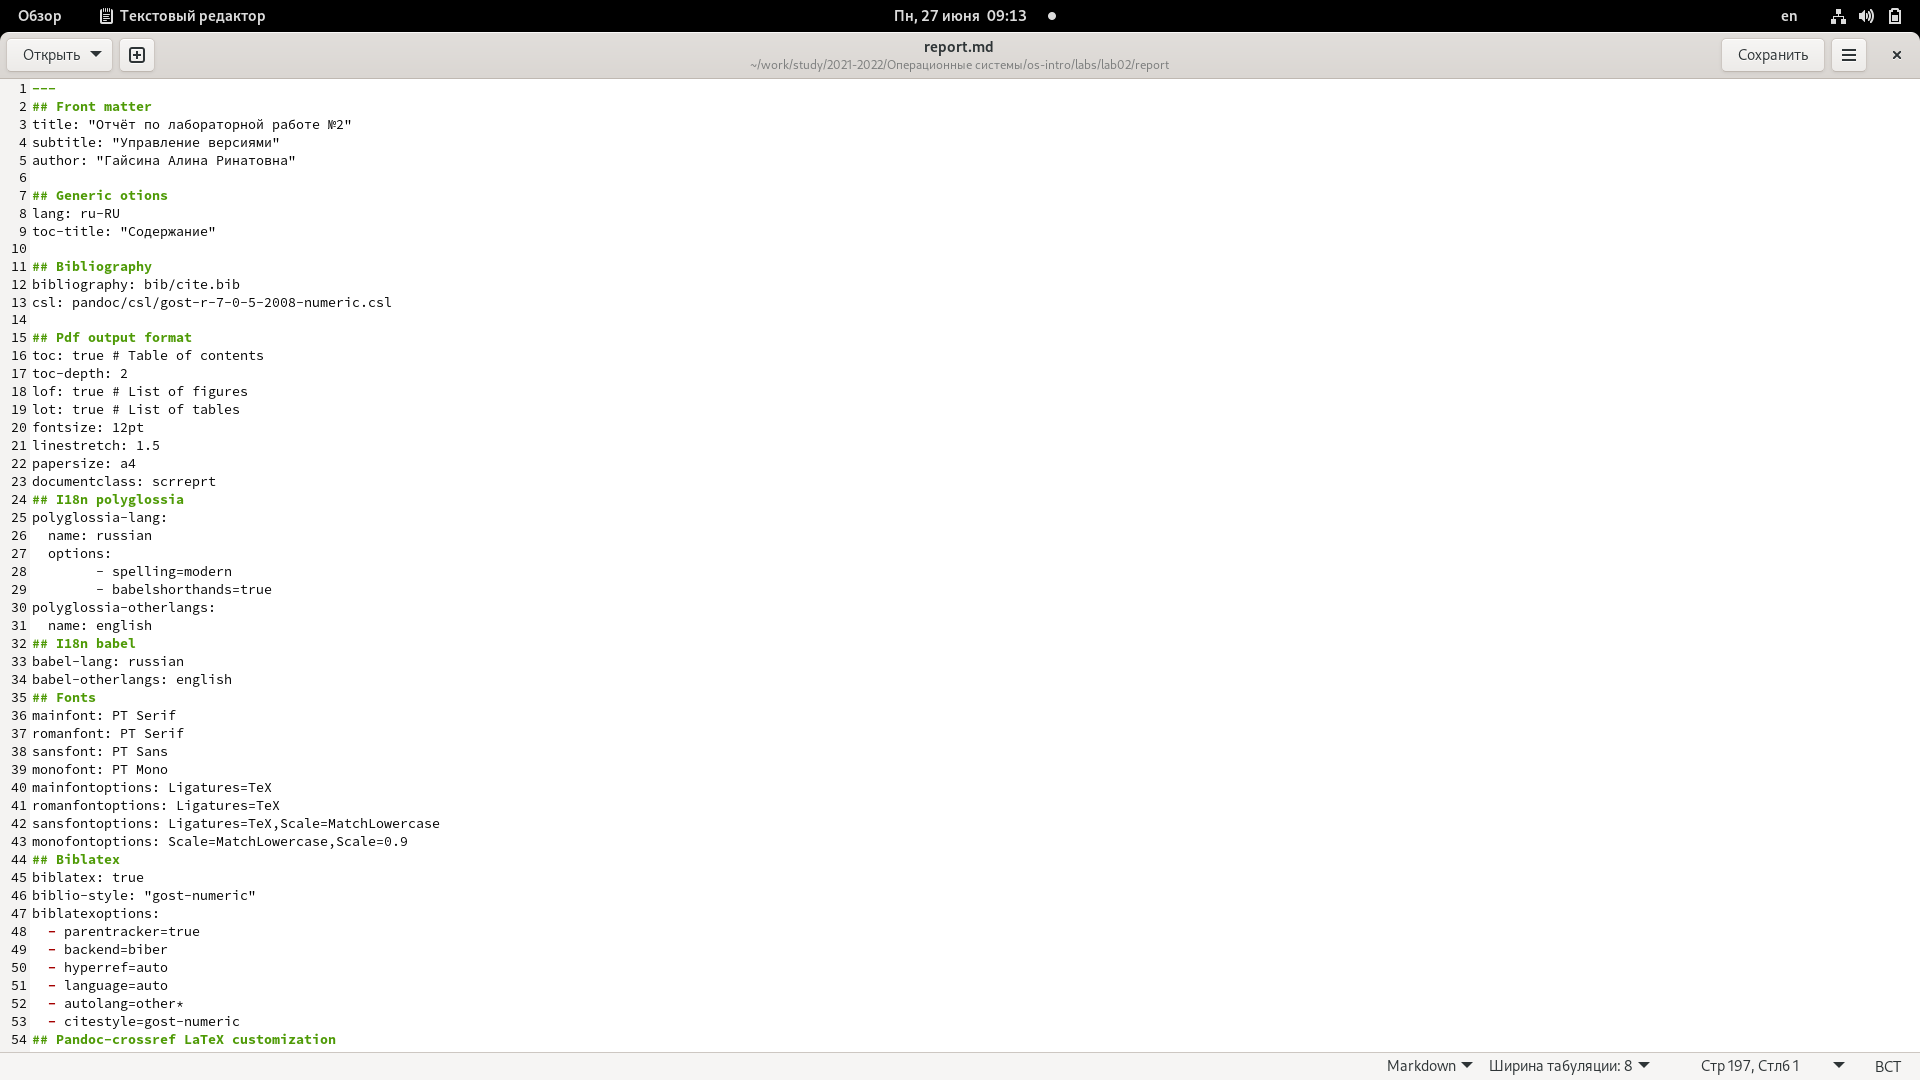 Обзор Текстовый редактор Пн, 27 июня 09:13 en
Открыть report.md Сохранить
~/work/study/2021-2022/Операционные системы/os-intro/labs/lab02/report
1 ---
2 ## Front matter
3 title: "Отчёт по лабораторной работе №2"
4 subtitle: "Управление версиями"
5 author: "Гайсина Алина Ринатовна"
6
7 ## Generic otions
8 lang: ru-RU
9 toc-title: "Содержание"
10
11 ## Bibliography
12 bibliography: bib/cite.bib
13 csl: pandoc/csl/gost-r-7-0-5-2008-numeric.csl
14
15 ## Pdf output format
16 toc: true # Table of contents
17 toc-depth: 2
18 lof: true # List of figures
19 lot: true # List of tables
20 fontsize: 12pt
21 linestretch: 1.5
22 papersize: a4
23 documentclass: scrreprt
24 ## I18n polyglossia
25 polyglossia-lang:
26   name: russian
27   options:
28         - spelling=modern
29         - babelshorthands=true
30 polyglossia-otherlangs:
31   name: english
32 ## I18n babel
33 babel-lang: russian
34 babel-otherlangs: english
35 ## Fonts
36 mainfont: PT Serif
37 romanfont: PT Serif
38 sansfont: PT Sans
39 monofont: PT Mono
40 mainfontoptions: Ligatures=TeX
41 romanfontoptions: Ligatures=TeX
42 sansfontoptions: Ligatures=TeX,Scale=MatchLowercase
43 monofontoptions: Scale=MatchLowercase,Scale=0.9
44 ## Biblatex
45 biblatex: true
46 biblio-style: "gost-numeric"
47 biblatexoptions:
48   - parentracker=true
49   - backend=biber
50   - hyperref=auto
51   - language=auto
52   - autolang=other*
53   - citestyle=gost-numeric
54 ## Pandoc-crossref LaTeX customization
Markdown Ширина табуляции: 8 Стр 197, Стлб 1 ВСТ